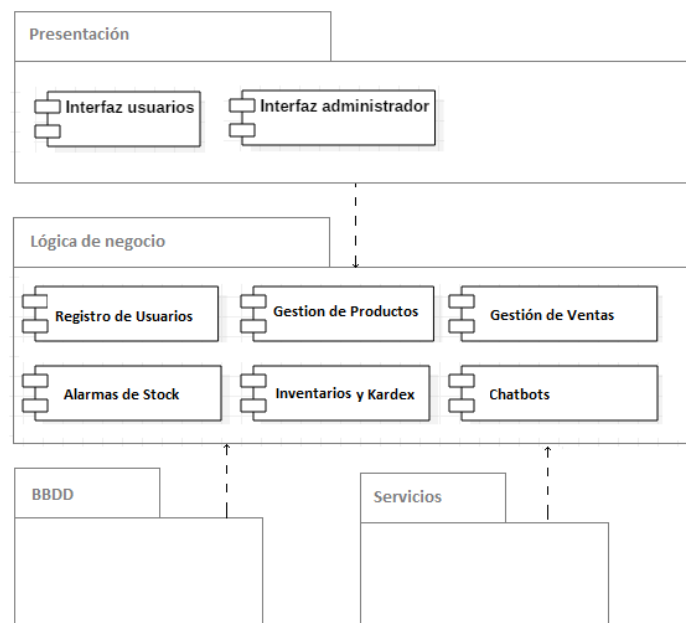 Presentación
Interfaz usuarios
Interfaz administrador
Lógica de negocio
Registro de Usuarios
Gestion de Productos
Gestión de Ventas
Alarmas de Stock
Inventarios y Kardex
Chatbots
BBDD
Servicios